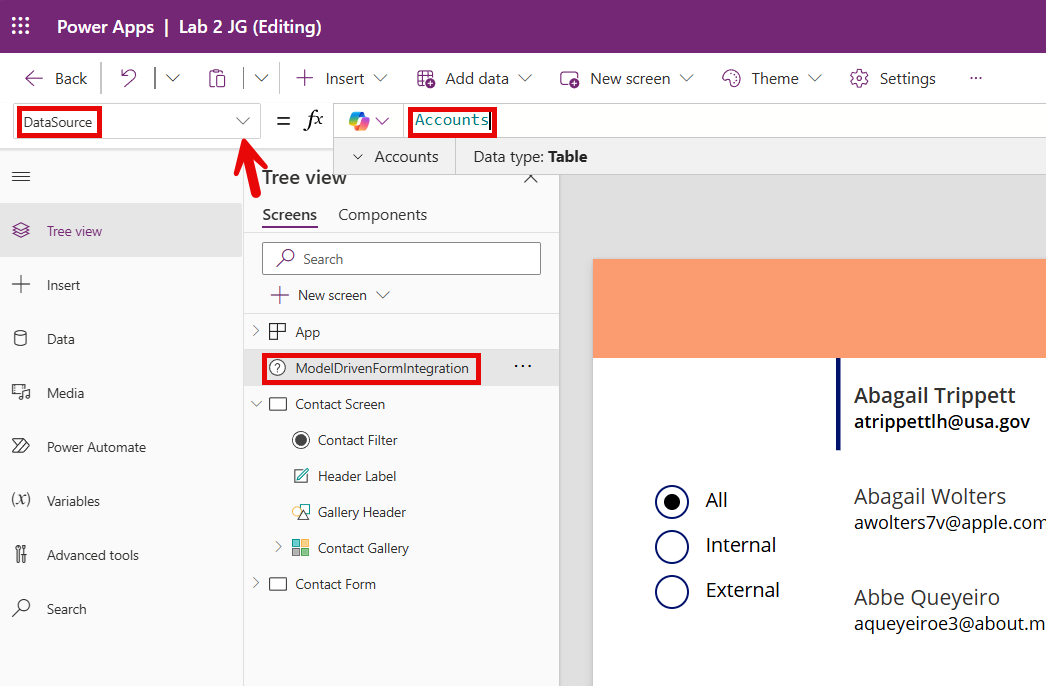 Power Apps | Lab 2 JG (Editing)
Back Insert Add data New screen Theme Settings ...
DataSource = fx Accounts
Accounts Data type: Table
Tree view
Screens Components
Tree view
Search
Insert
New screen
App
Data
ModelDrivenFormIntegration ...
Media
Contact Screen
Contact Filter
Power Automate
Header Label
(x) Variables
Gallery Header
Advanced tools
Contact Gallery
Contact Form
Search
Abagail Trippett
atrippettlh@usa.gov
All
Internal
External
Abagail Wolters
awolters7v@apple.com
Abbe Queyeiro
aqueyeiroe3@about.m